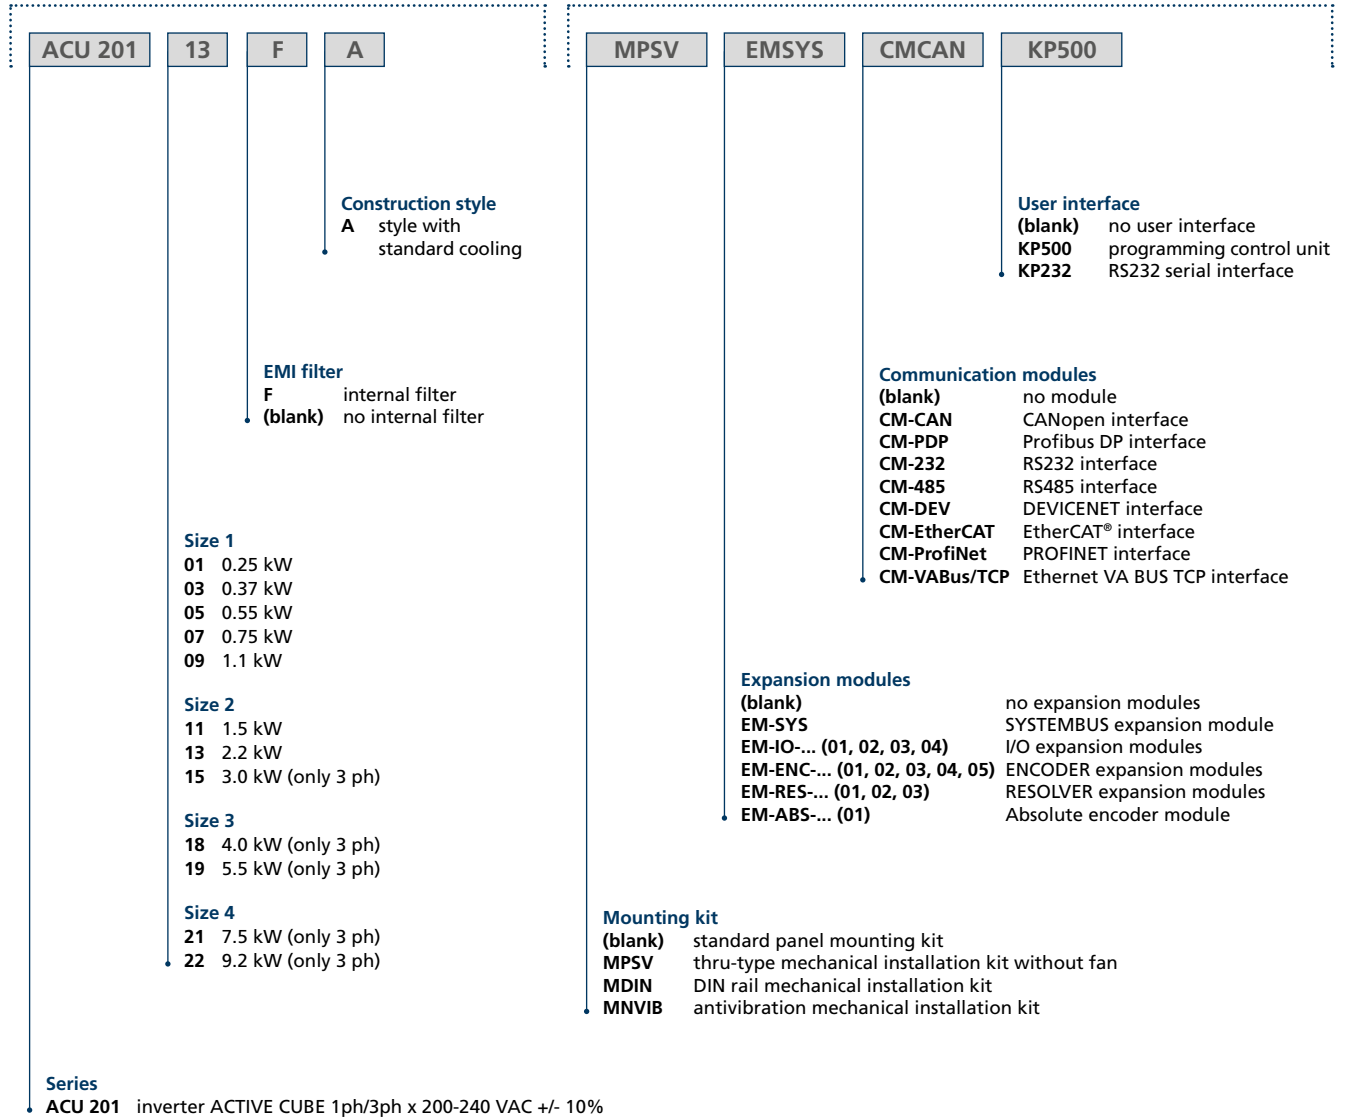 ACU 201 13 F A MPSV EMSYS CMCAN KP500
Construction style
A style with
standard cooling
User interface
(blank) no user interface
KP500 programming control unit
KP232 RS232 serial interface
EMI filter
F internal filter
(blank) no internal filter
Communication modules
(blank) no module
CM-CAN CANopen interface
CM-PDP Profibus DP interface
CM-232 RS232 interface
CM-485 RS485 interface
CM-DEV DEVICENET interface
CM-EtherCAT EtherCAT® interface
CM-ProfiNet PROFINET interface
CM-VABus/TCP Ethernet VA BUS TCP interface
Size 1
01 0.25 kW
03 0.37 kW
05 0.55 kW
07 0.75 kW
09 1.1 kW
Size 2
11 1.5 kW
13 2.2 kW
15 3.0 kW (only 3 ph)
Size 3
18 4.0 kW (only 3 ph)
19 5.5 kW (only 3 ph)
Size 4
21 7.5 kW (only 3 ph)
22 9.2 kW (only 3 ph)
Expansion modules
(blank) no expansion modules
EM-SYS SYSTEMBUS expansion module
EM-IO-... (01, 02, 03, 04) I/O expansion modules
EM-ENC-... (01, 02, 03, 04, 05) ENCODER expansion modules
EM-RES-... (01, 02, 03) RESOLVER expansion modules
EM-ABS-... (01) Absolute encoder module
Mounting kit
(blank) standard panel mounting kit
MPSV thru-type mechanical installation kit without fan
MDIN DIN rail mechanical installation kit
MNVIB antivibration mechanical installation kit
Series
ACU 201 inverter ACTIVE CUBE 1ph/3ph x 200-240 VAC +/- 10%